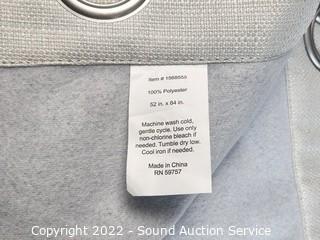 Item # 1568555
100% Polyester
52 in. x 84 in.
Machine wash cold,
gentle cycle. Use only
non-chlorine bleach if
needed. Tumble dry low.
Cool iron if needed.
Made in China
RN 59757
Copyright 2022 - Sound Auction Service